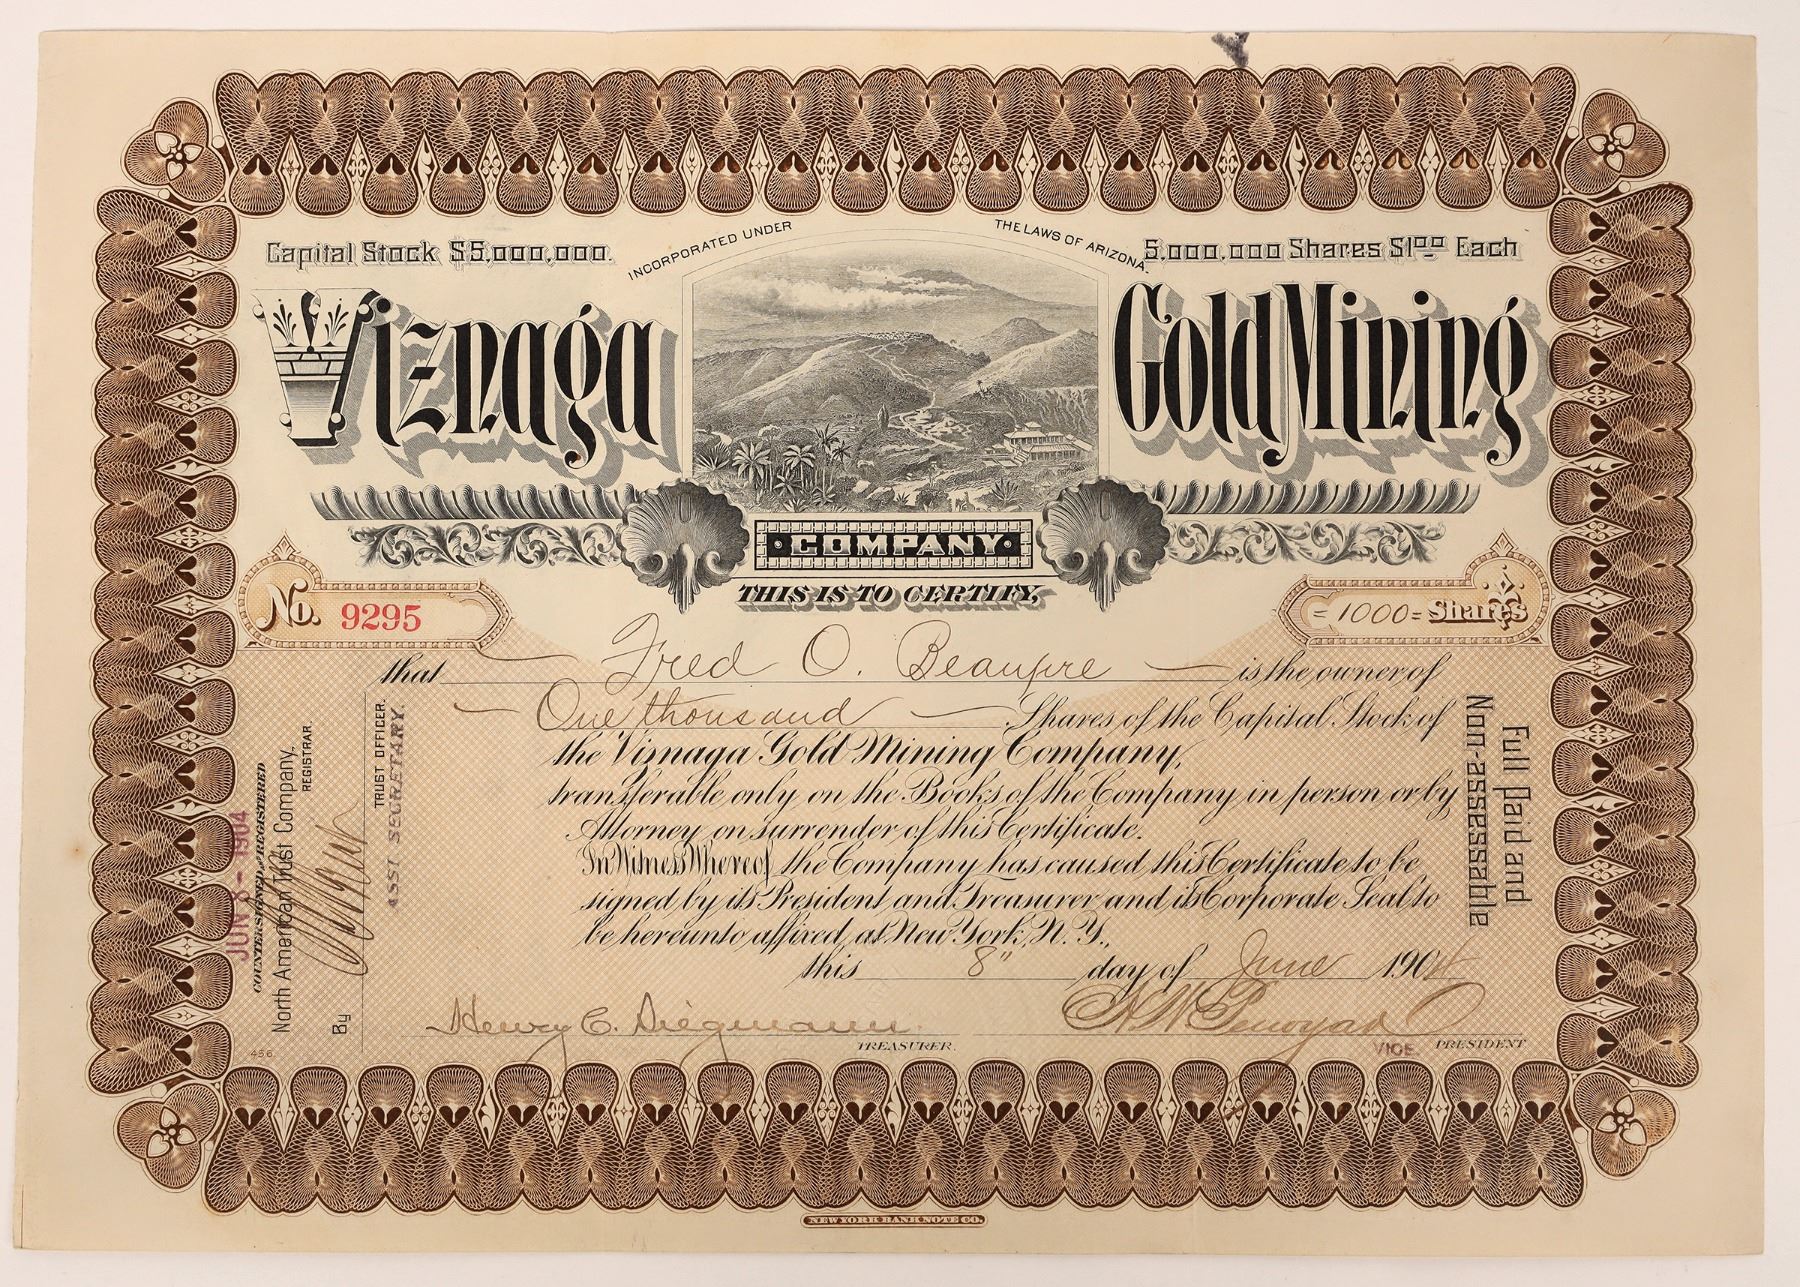 Capital Stock $5,000,000.
INCORPORATED UNDER THE LAWS OF ARIZONA.
5,000,000 Shares $1.00 Each
Viznaga Gold Mining
COMPANY
THIS IS TO CERTIFY,
No. 9295
=1000= Shares
that Fred O. Beaupre is the owner of
One thousand Shares of the Capital Stock of
the Viznaga Gold Mining Company,
transferable only on the Books of the Company in person or by
Attorney on surrender of this Certificate.
In Witness Whereof, the Company has caused this Certificate to be
signed by its President and Treasurer and its Corporate Seal to
be hereunto affixed, at New York, N. Y.,
this 8" day of June 1904
Henry C. Diegmann
TREASURER.
VICE PRESIDENT
Full Paid and
Non-assessable
JUN 8 - 1904
COUNTERSIGNED & REGISTERED
North American Trust Company,
REGISTRAR
By
TRUST OFFICER.
ASST SECRETARY.
456
NEW YORK BANK NOTE CO.